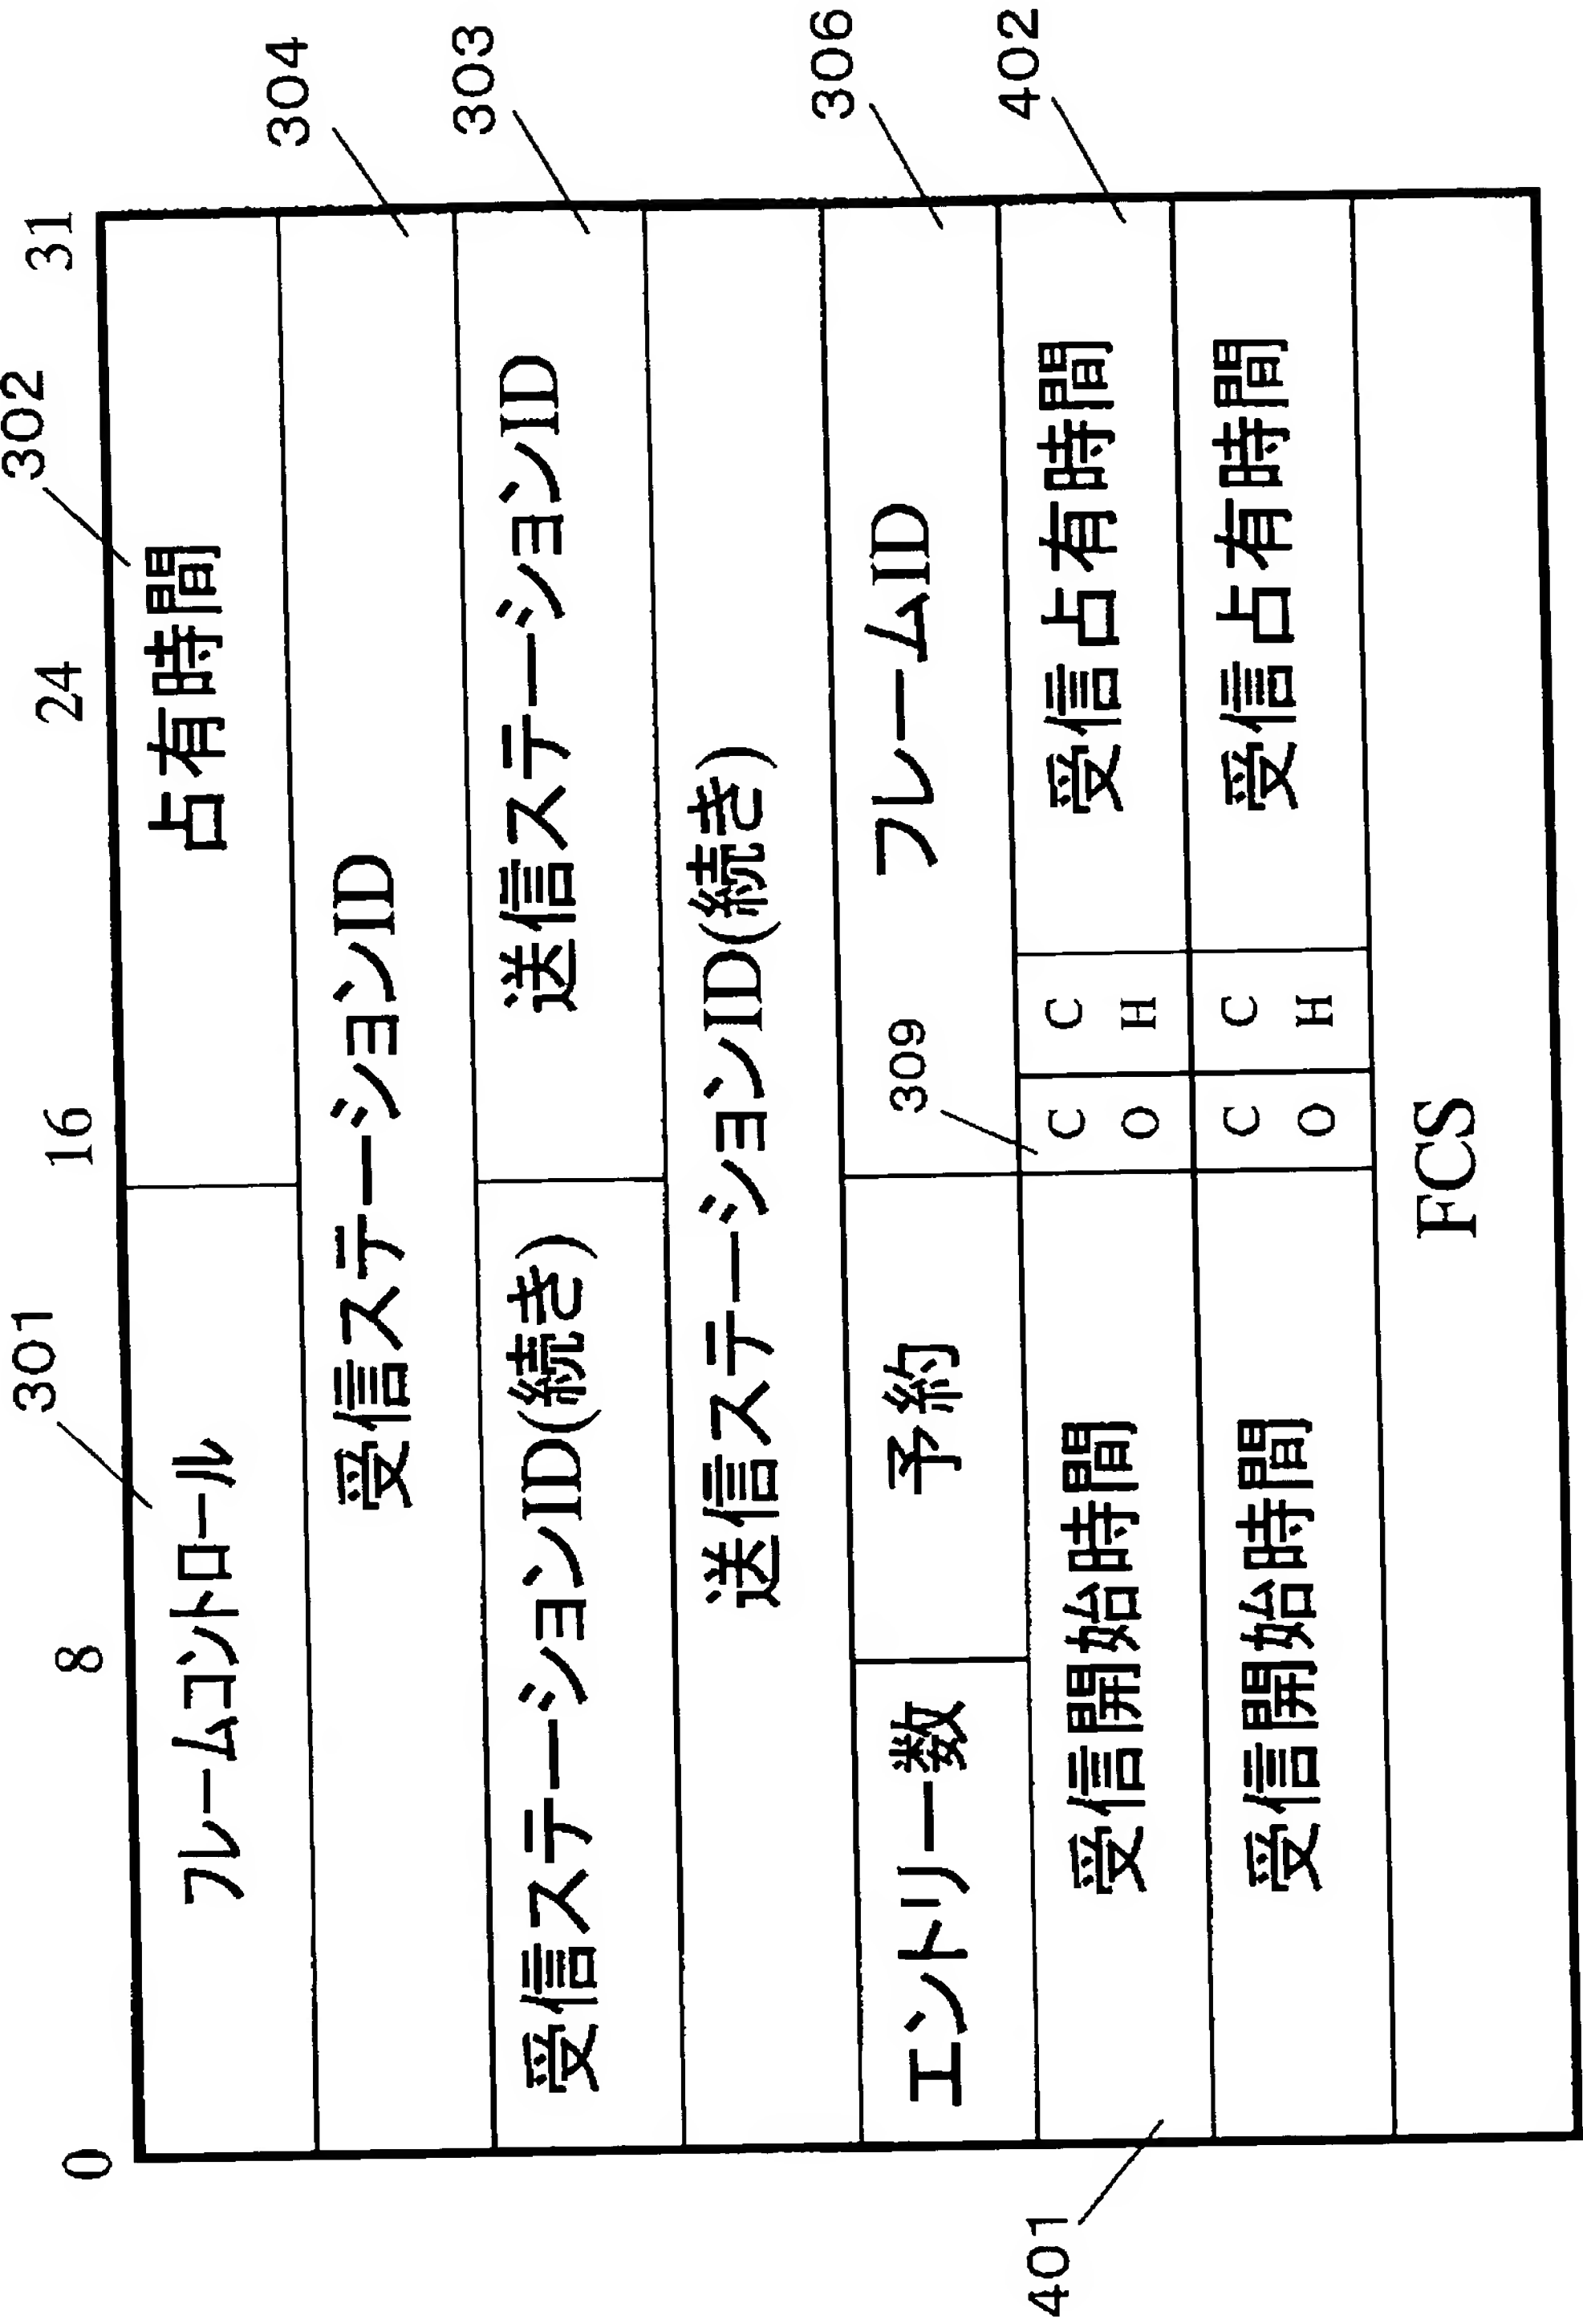 0 8 16 24 31
301 302
フレームコントロール 占有時間
304
受信ステーションID
303
受信ステーションID(続き) 送信ステーションID
送信ステーションID(続き)
306
エントリー数 予約 フレームID
309 402
受信開始時間 CO CH 受信占有時間
401
受信開始時間 CO CH 受信占有時間
FCS